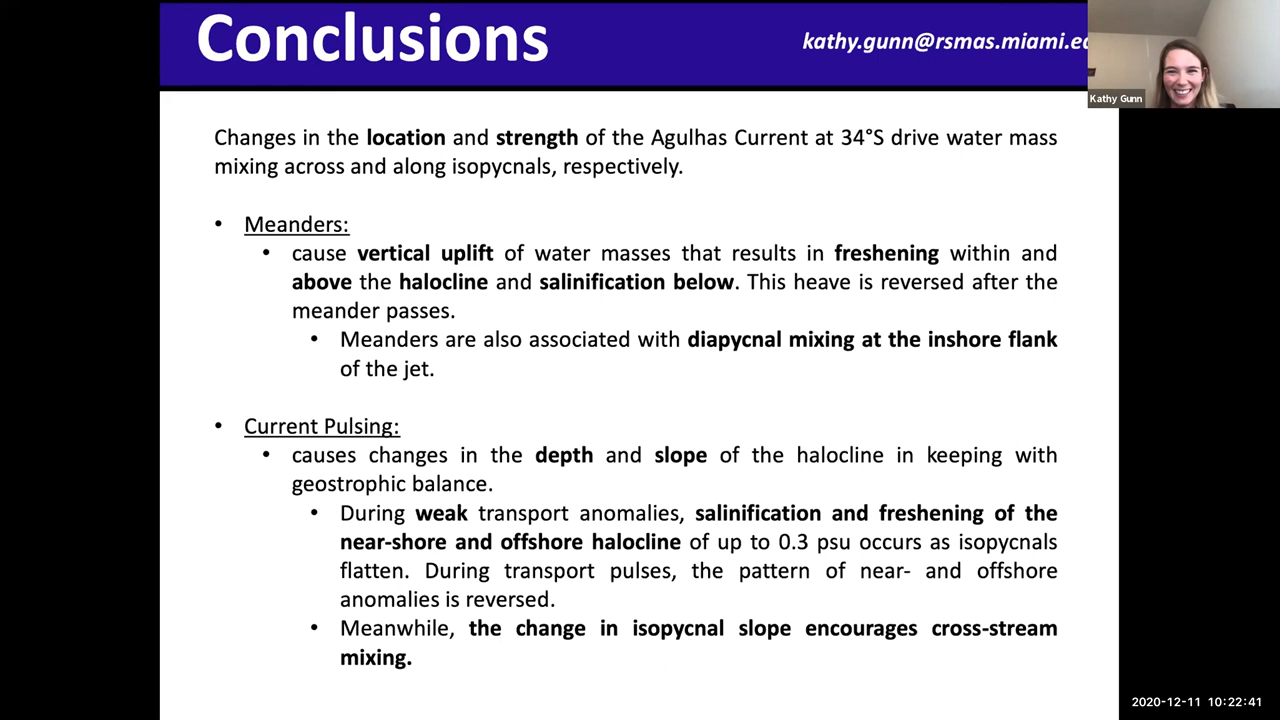 Conclusions
kathy.gunn@rsmas.miami.e
Kathy Gunn
Changes in the location and strength of the Agulhas Current at 34°S drive water mass
mixing across and along isopycnals, respectively.
• Meanders:
• cause vertical uplift of water masses that results in freshening within and
above the halocline and salinification below. This heave is reversed after the
meander passes.
• Meanders are also associated with diapycnal mixing at the inshore flank
of the jet.
• Current Pulsing:
• causes changes in the depth and slope of the halocline in keeping with
geostrophic balance.
• During weak transport anomalies, salinification and freshening of the
near-shore and offshore halocline of up to 0.3 psu occurs as isopycnals
flatten. During transport pulses, the pattern of near- and offshore
anomalies is reversed.
• Meanwhile, the change in isopycnal slope encourages cross-stream
mixing.
2020-12-11 10:22:41